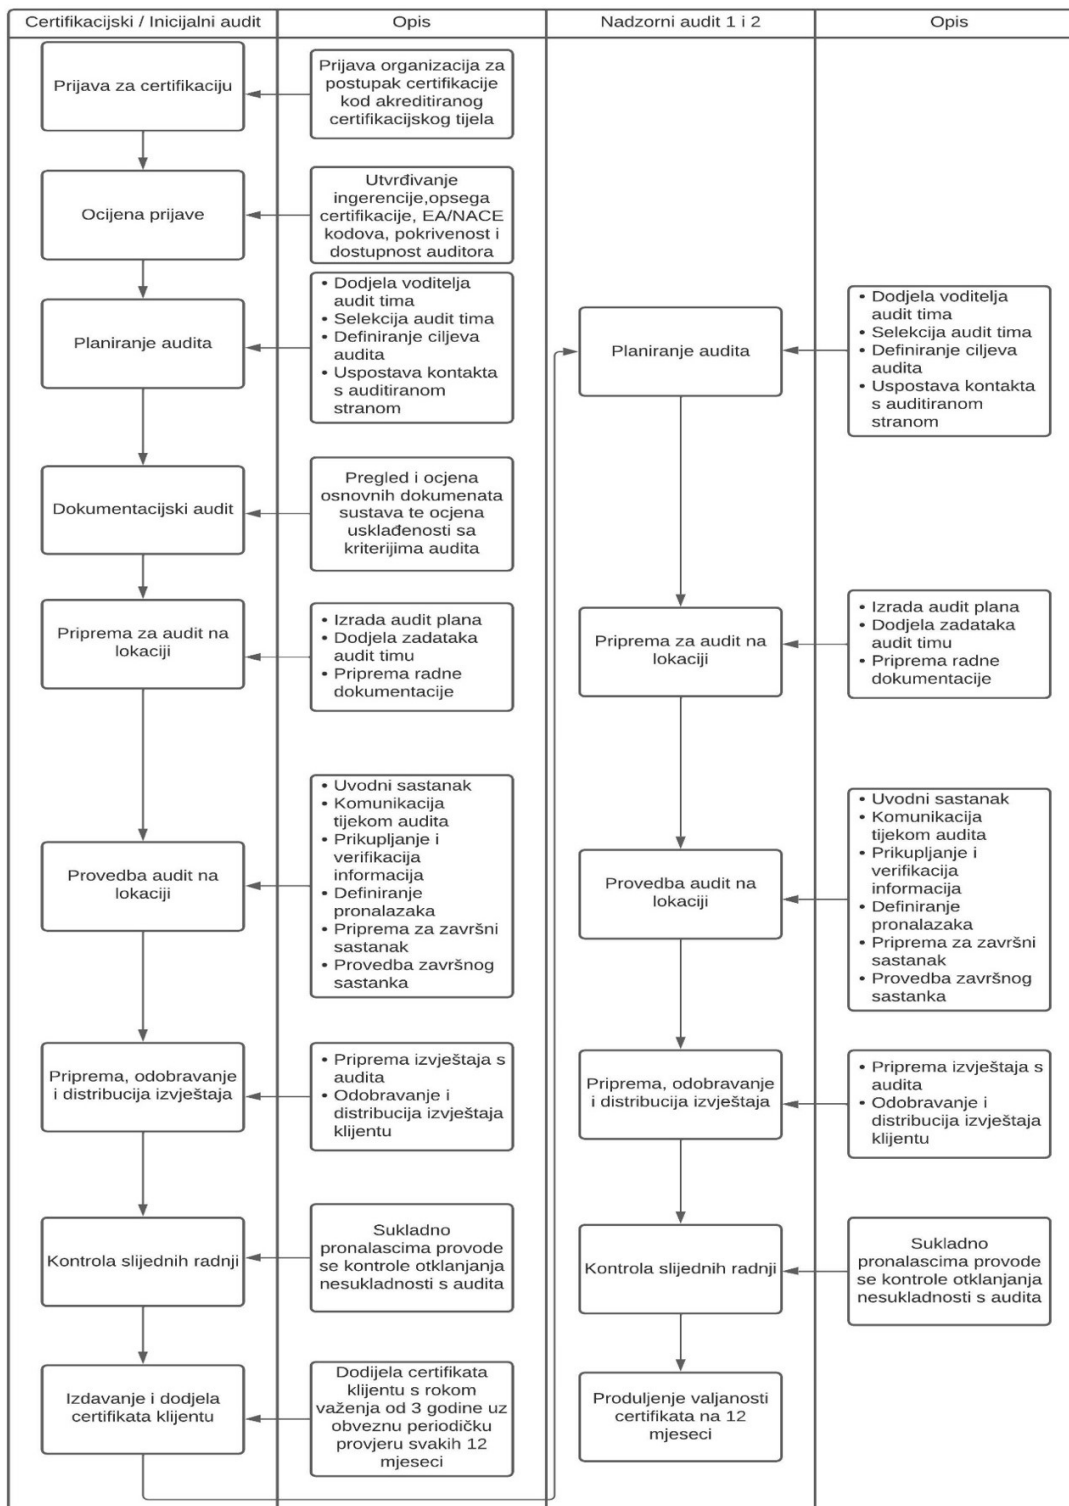 Certifikacijski / Inicijalni audit
Opis
Nadzorni audit 1 i 2
Opis
Prijava za certifikaciju
Prijava organizacija za
postupak certifikacije
kod akreditiranog
certifikacijskog tijela
Ocijena prijave
Utvrđivanje
ingerencije,opsega
certifikacije, EA/NACE
kodova, pokrivenost i
dostupnost auditora
Planiranje audita
• Dodjela voditelja
audit tima
• Selekcija audit tima
• Definiranje ciljeva
audita
• Uspostava kontakta
s auditiranom
stranom
Planiranje audita
• Dodjela voditelja
audit tima
• Selekcija audit tima
• Definiranje ciljeva
audita
• Uspostava kontakta
s auditiranom
stranom
Dokumentacijski audit
Pregled i ocjena
osnovnih dokumenata
sustava te ocjena
usklađenosti sa
kriterijima audita
Priprema za audit na
lokaciji
• Izrada audit plana
• Dodjela zadataka
audit timu
• Priprema radne
dokumentacije
Priprema za audit na
lokaciji
• Izrada audit plana
• Dodjela zadataka
audit timu
• Priprema radne
dokumentacije
Provedba audit na
lokaciji
• Uvodni sastanak
• Komunikacija
tijekom audita
• Prikupljanje i
verifikacija
informacija
• Definiranje
pronalazaka
• Priprema za završni
sastanak
• Provedba završnog
sastanka
Provedba audit na
lokaciji
• Uvodni sastanak
• Komunikacija
tijekom audita
• Prikupljanje i
verifikacija
informacija
• Definiranje
pronalazaka
• Priprema za završni
sastanak
• Provedba završnog
sastanka
Priprema, odobravanje
i distribucija izvještaja
• Priprema izvještaja s
audita
• Odobravanje i
distribucija izvještaja
klijentu
Priprema, odobravanje
i distribucija izvještaja
• Priprema izvještaja s
audita
• Odobravanje i
distribucija izvještaja
klijentu
Kontrola slijednih radnji
Sukladno
pronalascima provode
se kontrole otklanjanja
nesukladnosti s audita
Kontrola slijednih radnji
Sukladno
pronalascima provode
se kontrole otklanjanja
nesukladnosti s audita
Izdavanje i dodjela
certifikata klijentu
Dodijela certifikata
klijentu s rokom
važenja od 3 godine uz
obveznu periodičku
provjeru svakih 12
mjeseci
Produljenje valjanosti
certifikata na 12
mjeseci